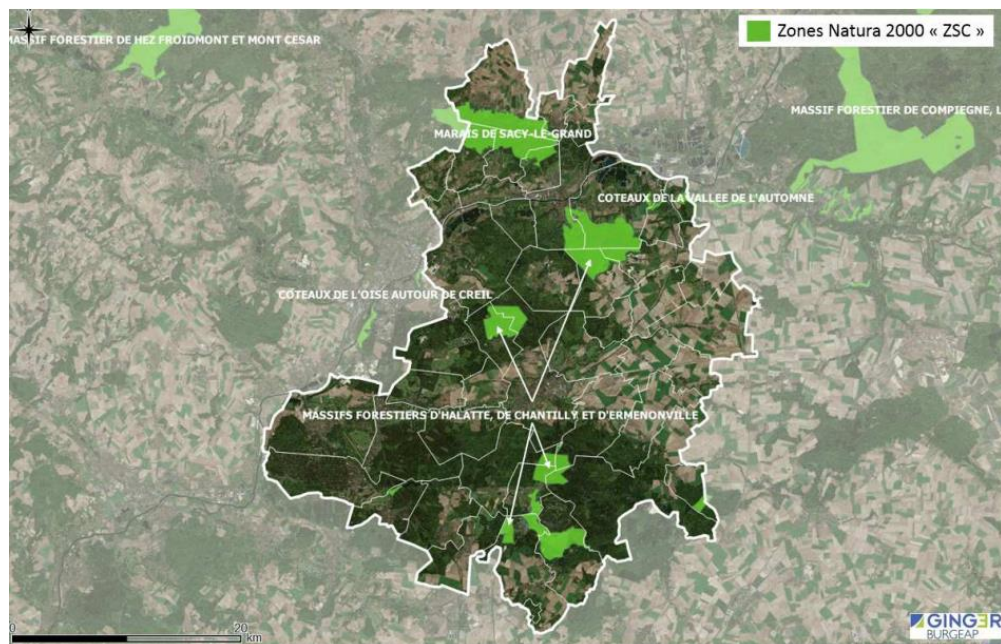 Zones Natura 2000 « ZSC »
MASSIF FORESTIER DE HEZ FROIDMONT ET MONT CESAR
MASSIF FORESTIER DE COMPIEGNE, L
MARAIS DE SACY-LE-GRAND
COTEAUX DE LA VALLEE DE L'AUTOMNE
COTEAUX DE L'OISE AUTOUR DE CREIL
MASSIFS FORESTIERS D'HALATTE, DE CHANTILLY ET D'ERMENONVILLE
0 20
km
GINGER
BURGEAP